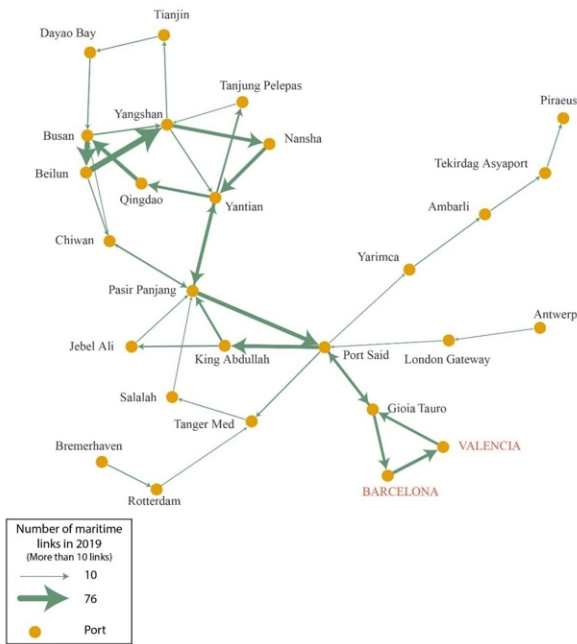 Tianjin
Dayao Bay
Tanjung Pelepas
Piraeus
Yangshan
Busan
Nansha
Tekirdag Asyaport
Beilun
Qingdao
Yantian
Ambarli
Chiwan
Yarimca
Pasir Panjang
Antwerp
Jebel Ali
King Abdullah
Port Said
London Gateway
Salalah
Gioia Tauro
Tanger Med
Bremerhaven
VALENCIA
BARCELONA
Rotterdam
Number of maritime
links in 2019
(More than 10 links)
10
76
Port